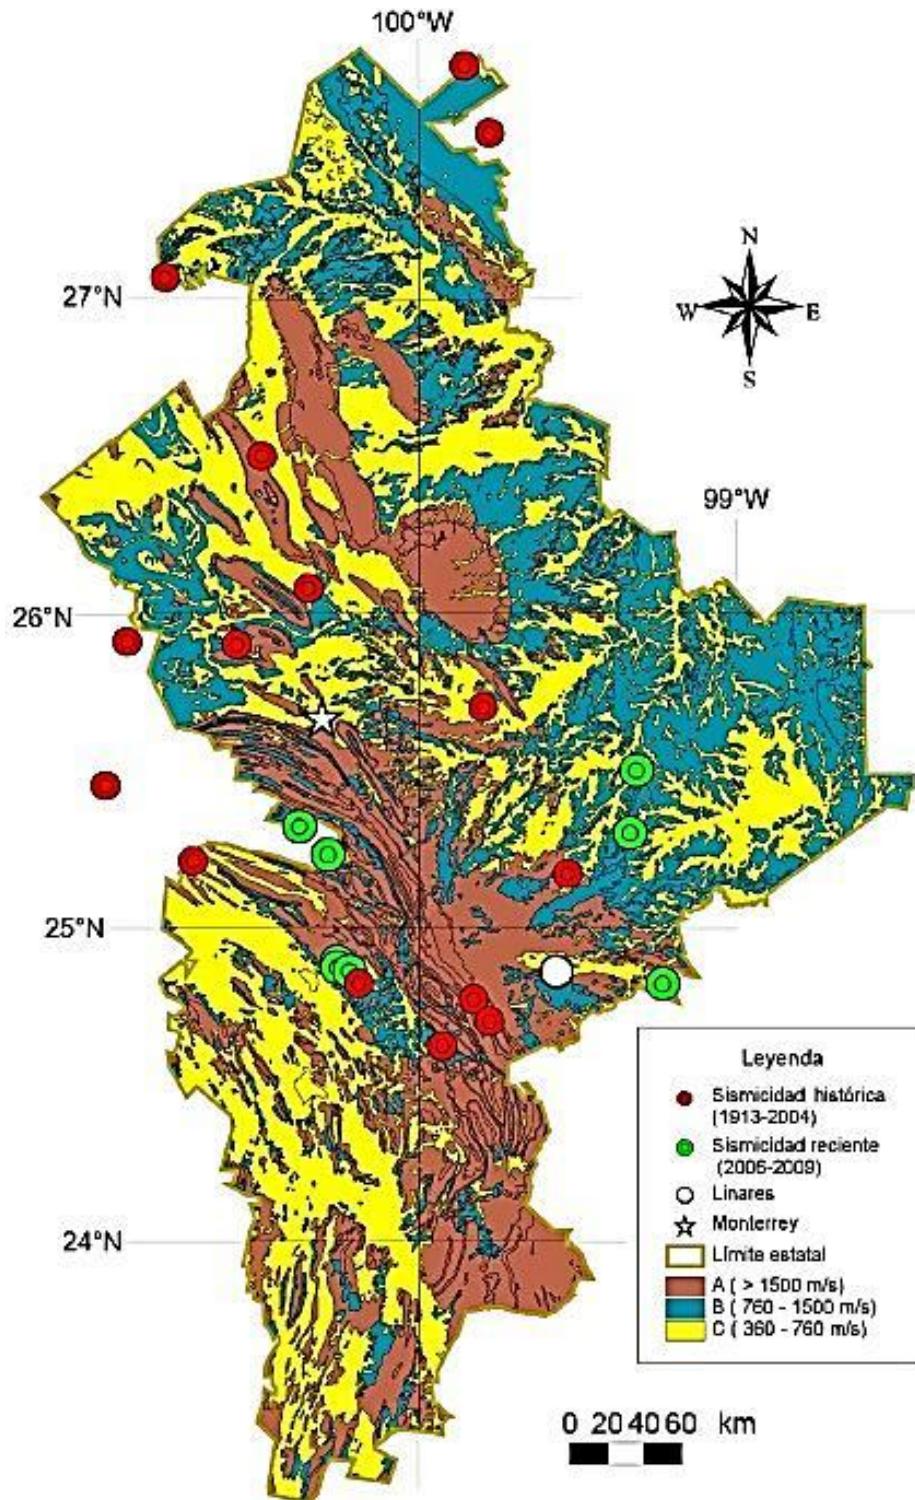 100°W
N
27°N
W
E
S
99°W
26°N
25°N
Leyenda
Sismicidad histórica
(1913-2004)
Sismicidad reciente
(2006-2009)
Linares
Monterrey
24°N
Límite estatal
A ( > 1500 m/s)
B ( 760 - 1500 m/s)
C ( 360 - 760 m/s)
0 20 40 60 km